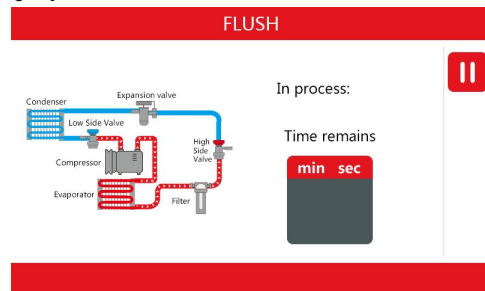 FLUSH
Expansion valve
Condenser
Low Side Valve
High
Side
Valve
Compressor
Evaporator
Filter
In process:
Time remains
min sec